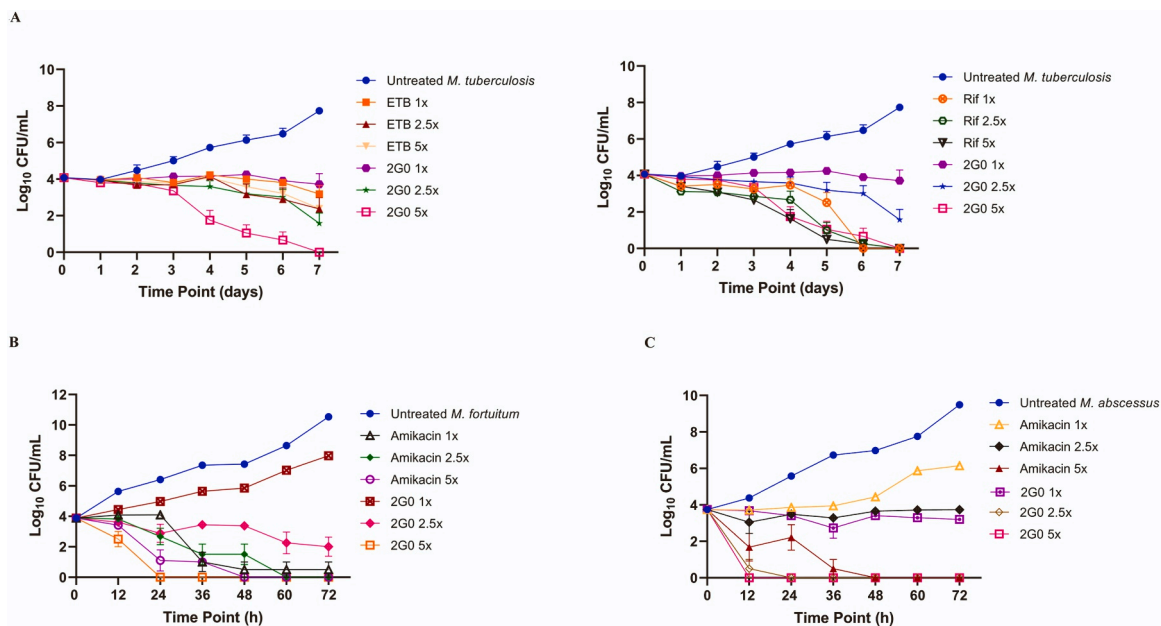 A
Log10 CFU/mL
10
8
6
4
2
0
0 1 2 3 4 5 6 7
Time Point (days)
Untreated M. tuberculosis
ETB 1x
ETB 2.5x
ETB 5x
2G0 1x
2G0 2.5x
2G0 5x
Log10 CFU/mL
10
8
6
4
2
0
0 1 2 3 4 5 6 7
Time Point (days)
Untreated M. tuberculosis
Rif 1x
Rif 2.5x
Rif 5x
2G0 1x
2G0 2.5x
2G0 5x
B
Log10 CFU/mL
12
10
8
6
4
2
0
0 12 24 36 48 60 72
Time Point (h)
Untreated M. fortuitum
Amikacin 1x
Amikacin 2.5x
Amikacin 5x
2G0 1x
2G0 2.5x
2G0 5x
C
Log10 CFU/mL
10
8
6
4
2
0
0 12 24 36 48 60 72
Time Point (h)
Untreated M. abscessus
Amikacin 1x
Amikacin 2.5x
Amikacin 5x
2G0 1x
2G0 2.5x
2G0 5x